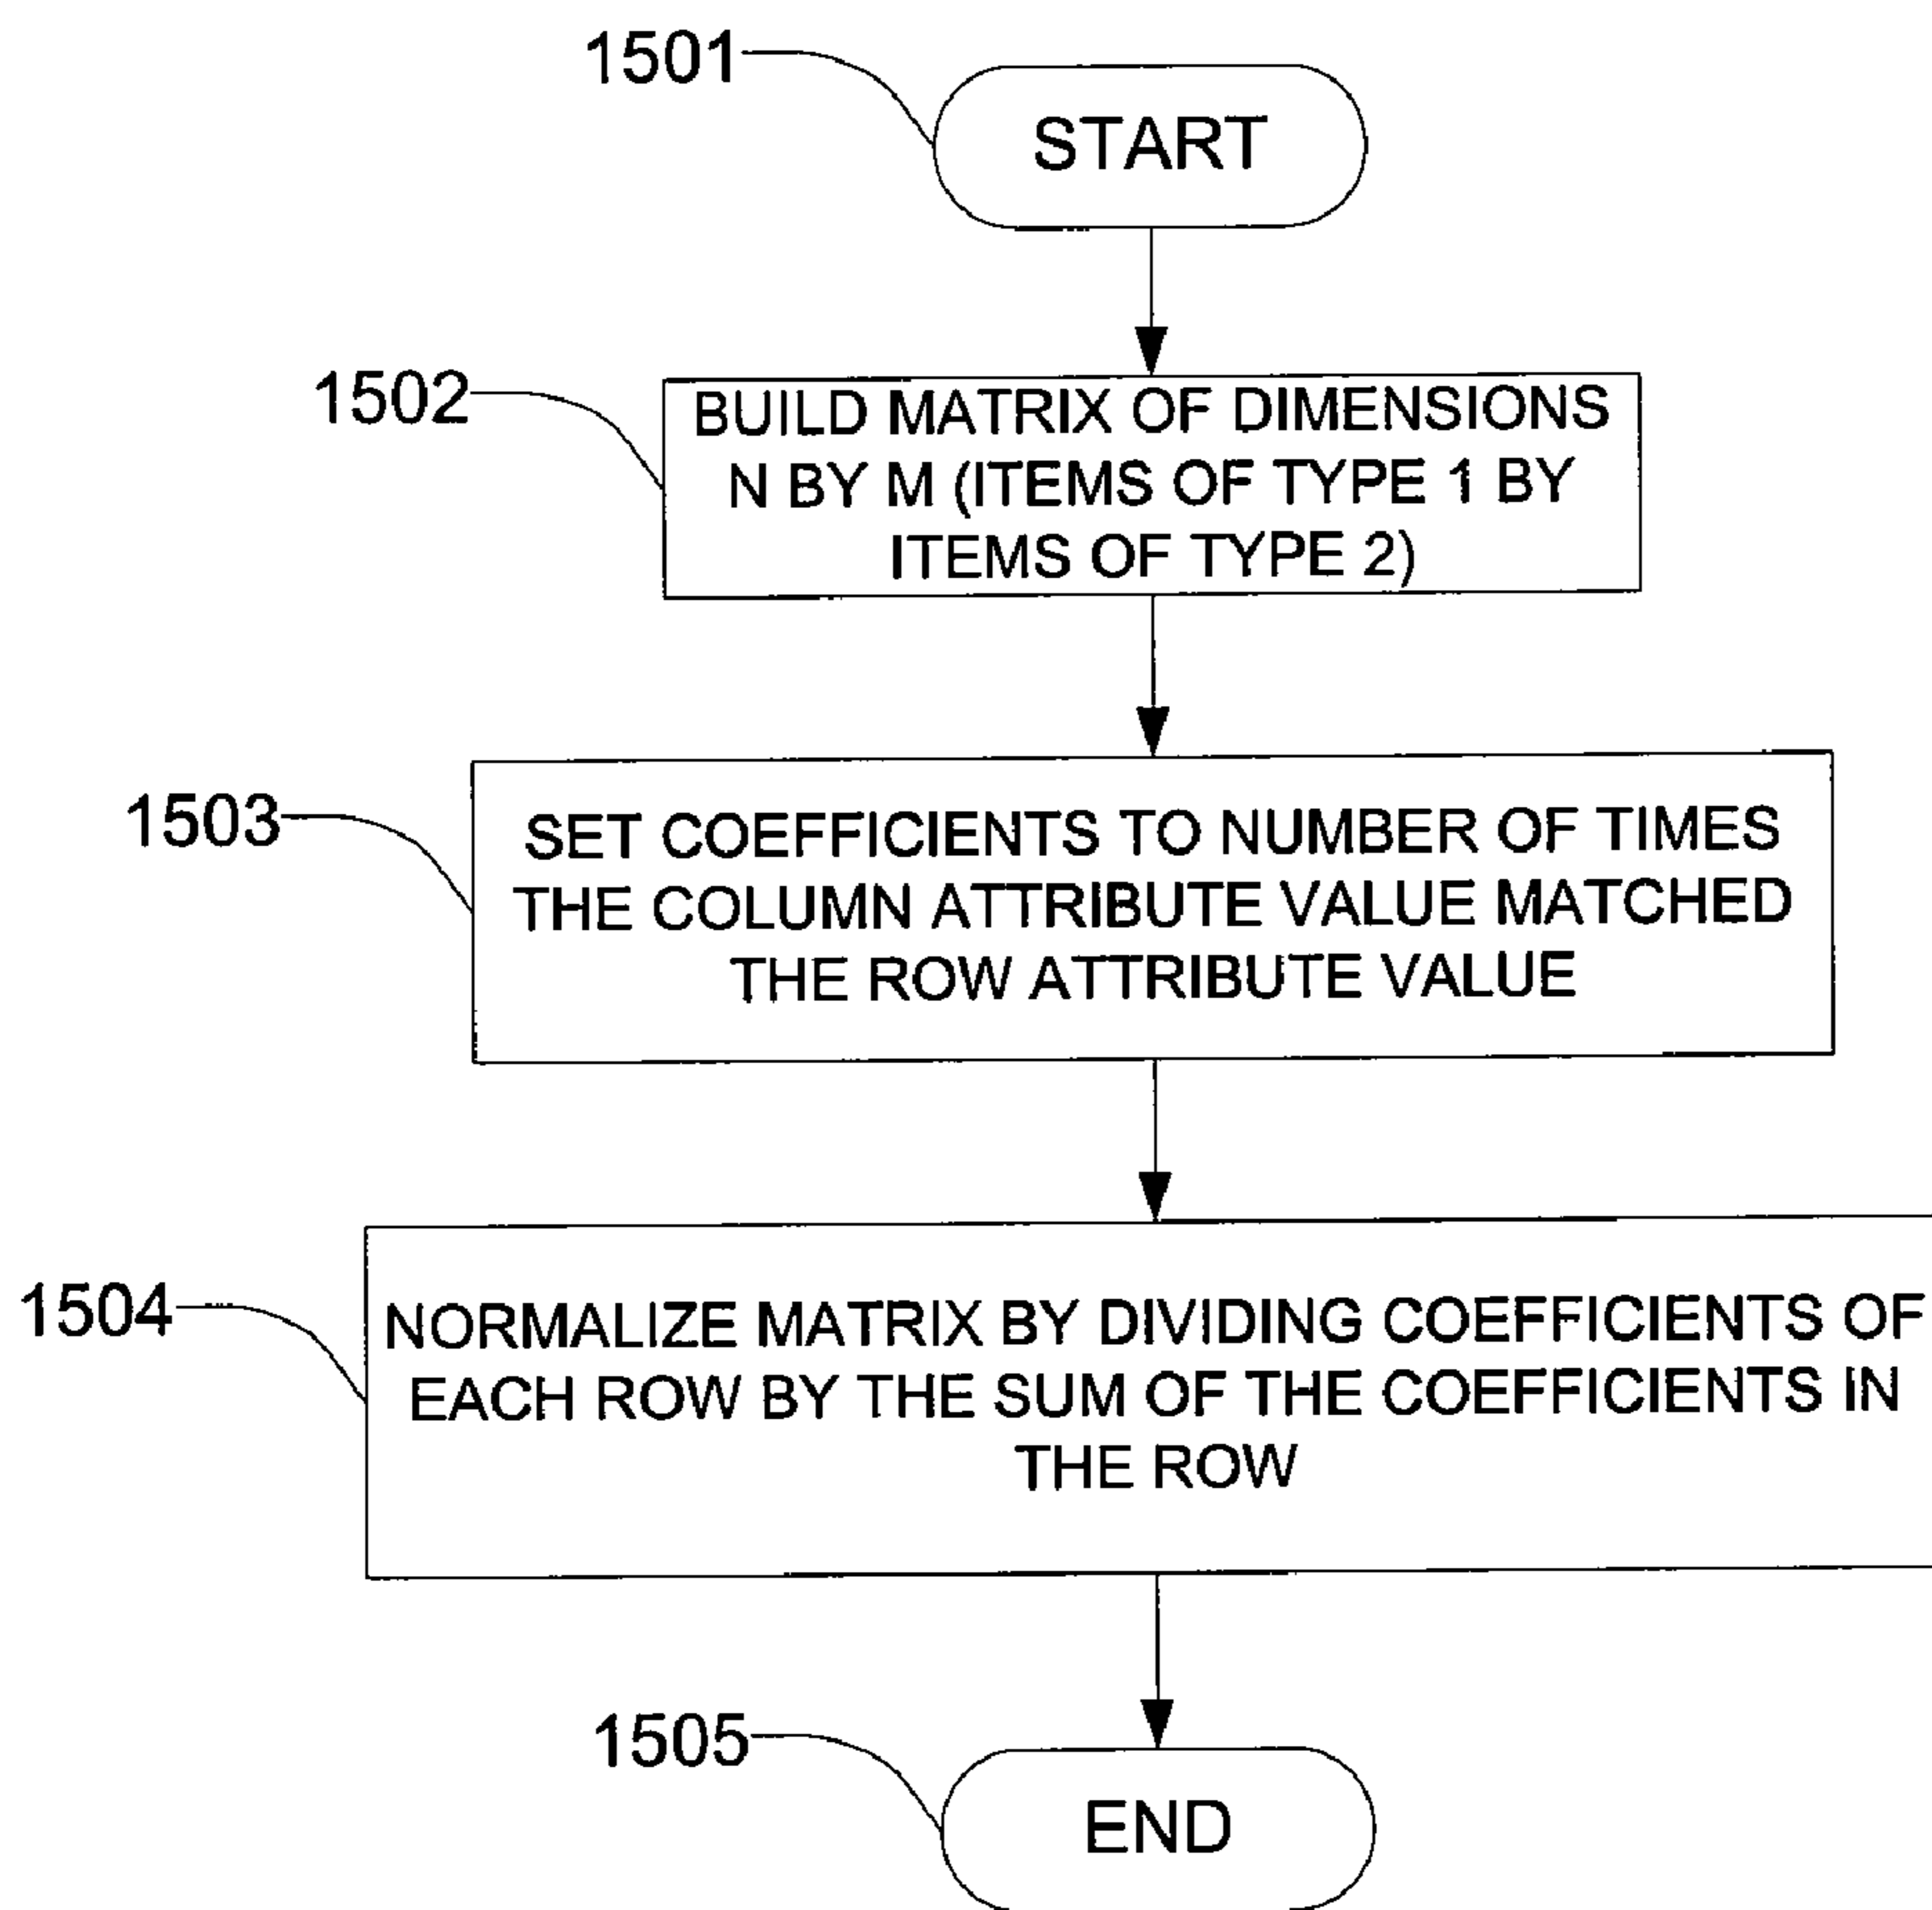 1501
START
1502
BUILD MATRIX OF DIMENSIONS
N BY M (ITEMS OF TYPE 1 BY
ITEMS OF TYPE 2)
1503
SET COEFFICIENTS TO NUMBER OF TIMES
THE COLUMN ATTRIBUTE VALUE MATCHED
THE ROW ATTRIBUTE VALUE
1504
NORMALIZE MATRIX BY DIVIDING COEFFICIENTS OF
EACH ROW BY THE SUM OF THE COEFFICIENTS IN
THE ROW
1505
END